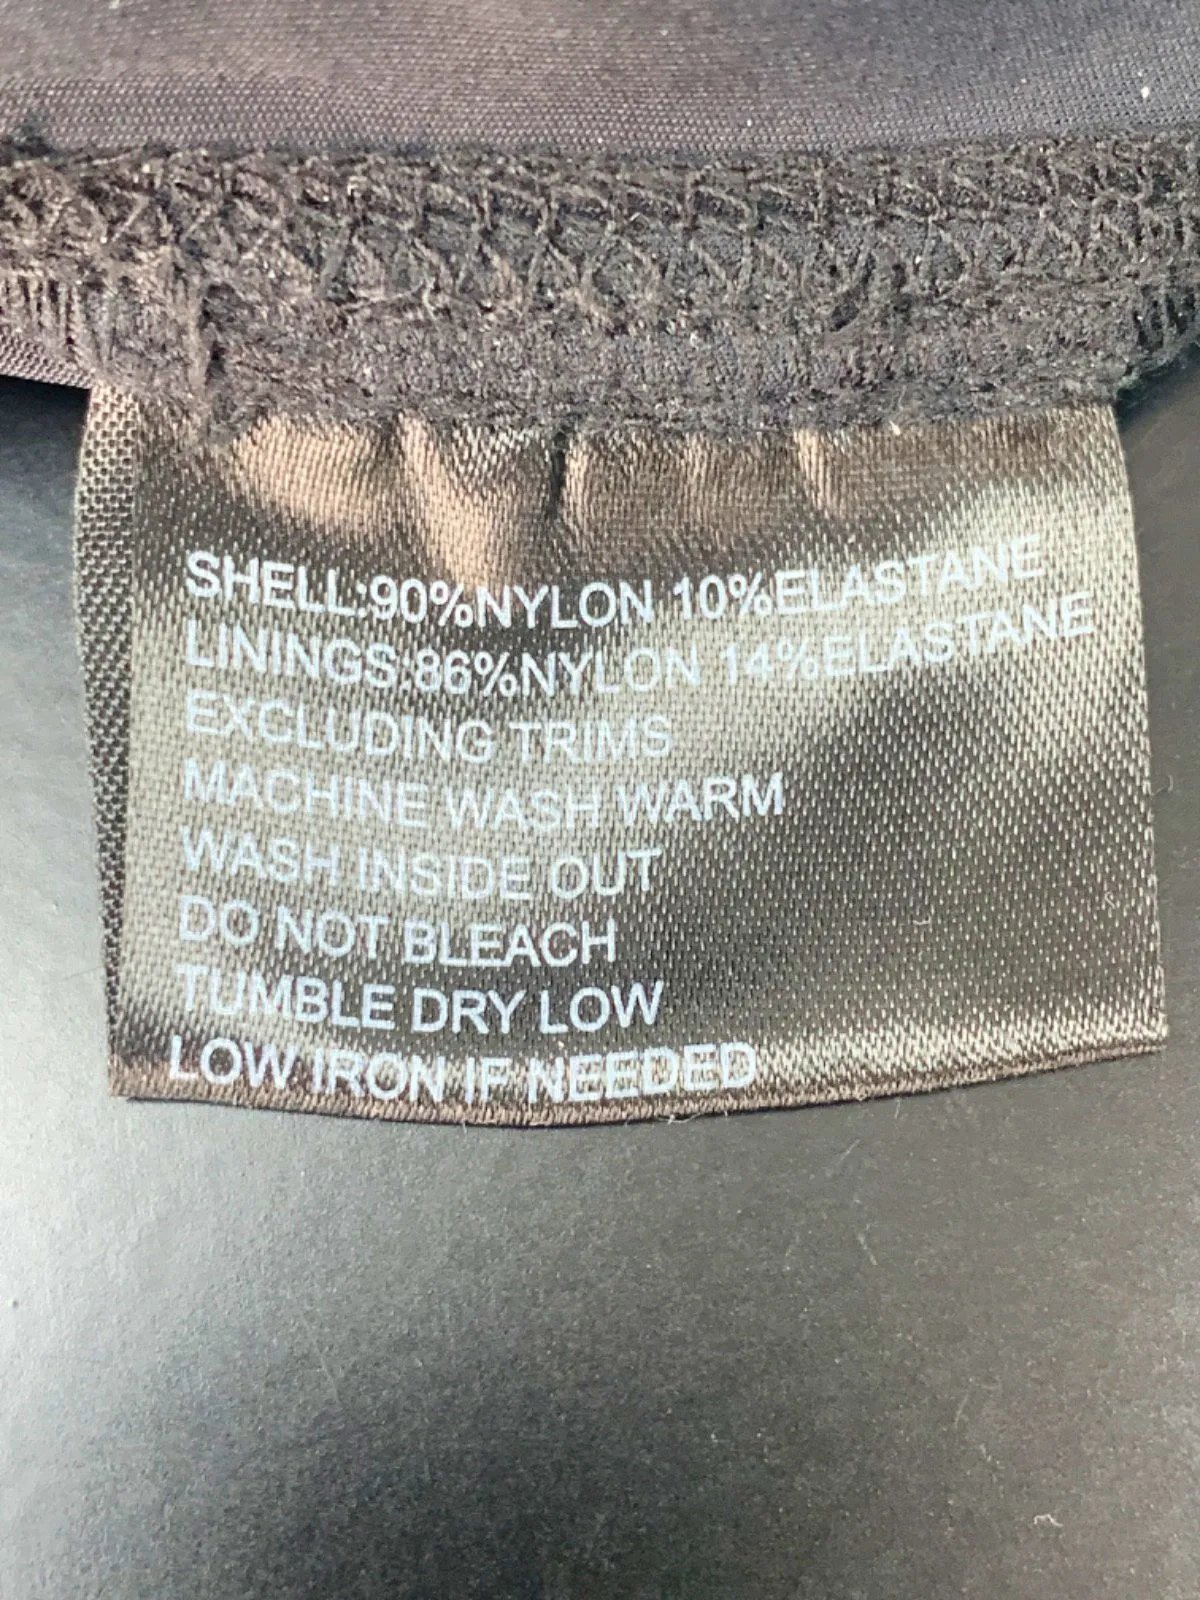 SHELL:90%NYLON 10%ELASTANE
LININGS:86%NYLON 14%ELASTANE
EXCLUDING TRIMS
MACHINE WASH WARM
WASH INSIDE OUT
DO NOT BLEACH
TUMBLE DRY LOW
LOW IRON IF NEEDED